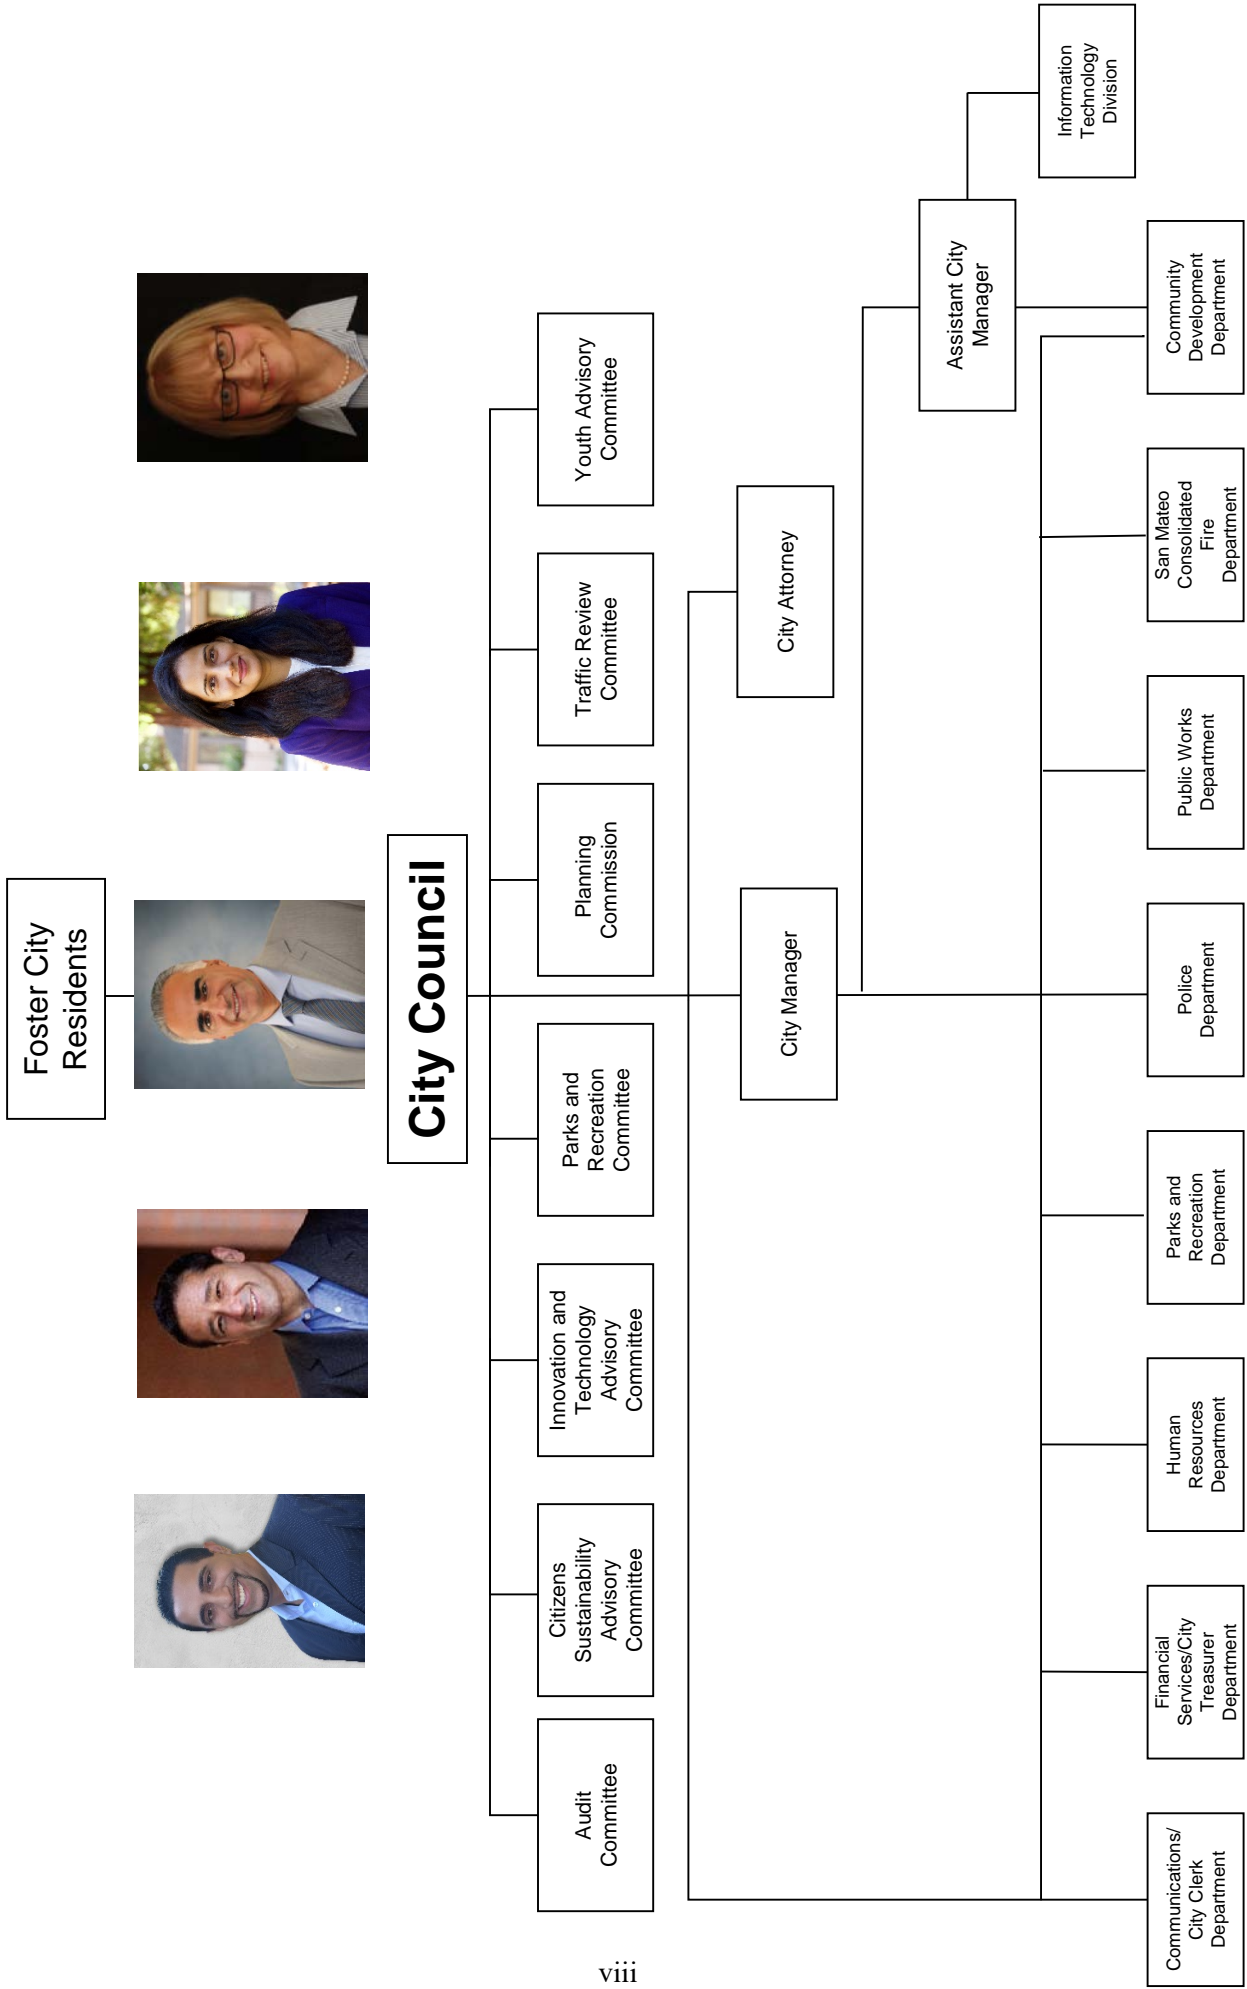 Foster City
Residents
City Council
Audit
Committee
Citizens
Sustainability
Advisory
Committee
Innovation and
Technology
Advisory
Committee
Parks and
Recreation
Committee
Planning
Commission
Traffic Review
Committee
Youth Advisory
Committee
City Manager
City Attorney
Assistant City
Manager
Information
Technology
Division
Communications/
City Clerk
Department
Financial
Services/City
Treasurer
Department
Human
Resources
Department
Parks and
Recreation
Department
Police
Department
Public Works
Department
San Mateo
Consolidated
Fire
Department
Community
Development
Department
viii